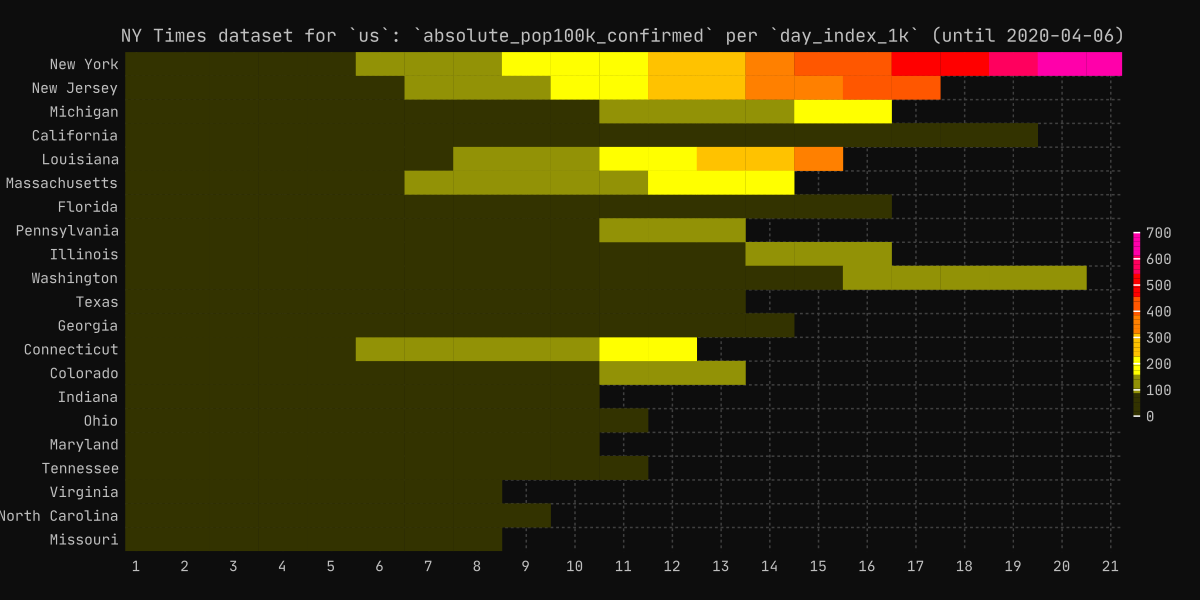 NY Times dataset for `us`: `absolute_pop100k_confirmed` per `day_index_1k` (until 2020-04-06)
New York
New Jersey
Michigan
California
Louisiana
Massachusetts
Florida
Pennsylvania
Illinois
Washington
Texas
Georgia
Connecticut
Colorado
Indiana
Ohio
Maryland
Tennessee
Virginia
North Carolina
Missouri
1 2 3 4 5 6 7 8 9 10 11 12 13 14 15 16 17 18 19 20 21
700
600
500
400
300
200
100
0